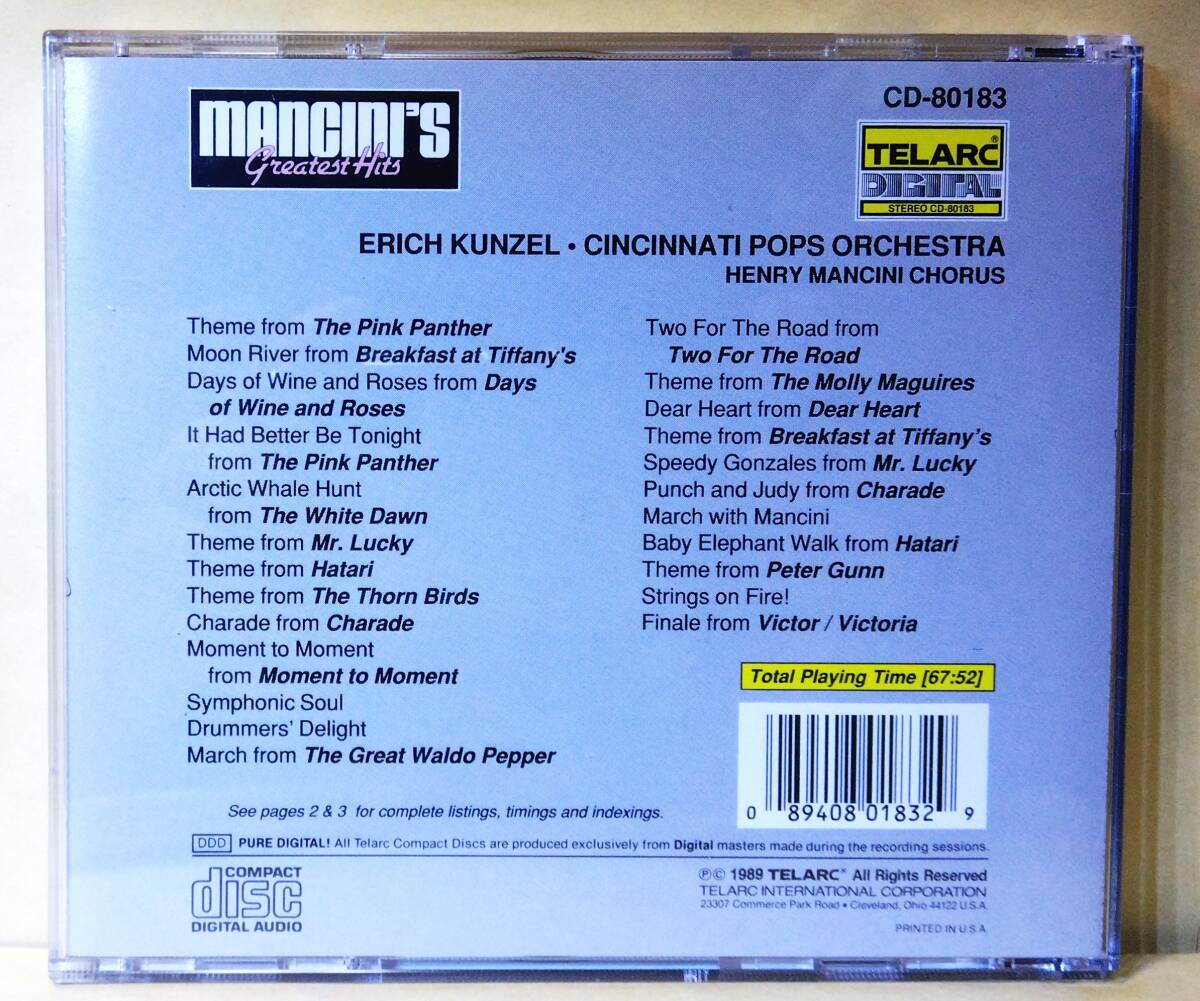 MANCINI'S
Greatest Hits
CD-80183
TELARC®
DIGITAL
STEREO CD-80183
ERICH KUNZEL • CINCINNATI POPS ORCHESTRA
HENRY MANCINI CHORUS
Theme from The Pink Panther
Moon River from Breakfast at Tiffany's
Days of Wine and Roses from Days
of Wine and Roses
It Had Better Be Tonight
from The Pink Panther
Arctic Whale Hunt
from The White Dawn
Theme from Mr. Lucky
Theme from Hatari
Theme from The Thorn Birds
Charade from Charade
Moment to Moment
from Moment to Moment
Symphonic Soul
Drummers' Delight
March from The Great Waldo Pepper
Two For The Road from
Two For The Road
Theme from The Molly Maguires
Dear Heart from Dear Heart
Theme from Breakfast at Tiffany's
Speedy Gonzales from Mr. Lucky
Punch and Judy from Charade
March with Mancini
Baby Elephant Walk from Hatari
Theme from Peter Gunn
Strings on Fire!
Finale from Victor / Victoria
Total Playing Time [67:52]
0 89408 01832 9
See pages 2 & 3 for complete listings, timings and indexings.
DDD PURE DIGITAL! All Telarc Compact Discs are produced exclusively from Digital masters made during the recording sessions.
COMPACT
disc
DIGITAL AUDIO
℗© 1989 TELARC® All Rights Reserved
TELARC INTERNATIONAL CORPORATION
23307 Commerce Park Road • Cleveland, Ohio 44122 U.S.A.
PRINTED IN U.S.A.